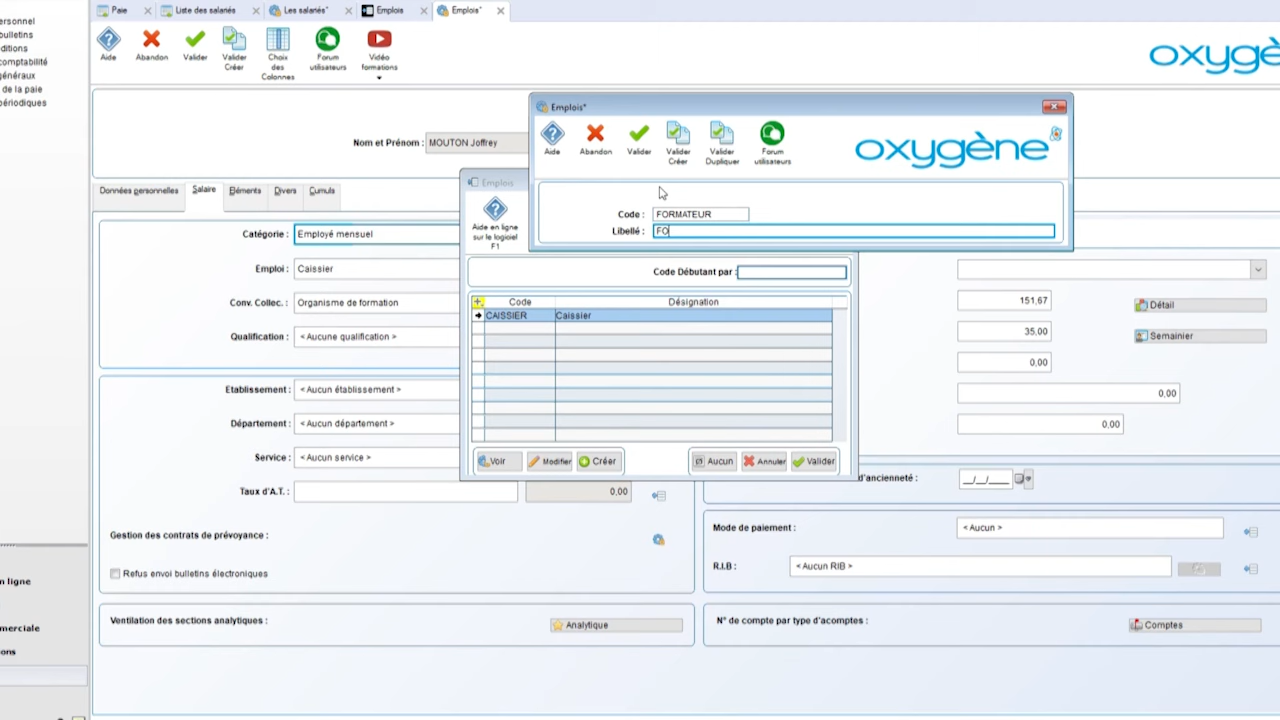 Paie
Liste des salariés
Les salariés*
Emplois
Emplois*
ersonnel
bulletins
ditions
comptabilité
généraux
de la paie
périodiques
Aide
Abandon
Valider
Valider Créer
Choix des Colonnes
Forum utilisateurs
Vidéo formations
oxygène
Nom et Prénom : MOUTON Joffrey
Données personnelles
Salaire
Eléments
Divers
Cumuls
Catégorie : Employé mensuel
Emploi : Caissier
Conv. Collec. : Organisme de formation
Qualification : < Aucune qualification >
Etablissement : < Aucun établissement >
Département : < Aucun département >
Service : < Aucun service >
Taux d'A.T. :
0,00
Gestion des contrats de prévoyance :
Refus envoi bulletins électroniques
Ventilation des sections analytiques :
Analytique
Emplois*
Aide
Abandon
Valider
Valider Créer
Valider Dupliquer
Forum utilisateurs
oxygène
Code : FORMATEUR
Libellé : FO
Emplois
Aide en ligne
sur le logiciel
F1
Code Débutant par :
Code
Désignation
CAISSIER
Caissier
Voir
Modifier
Créer
Aucun
Annuler
Valider
151,67
Détail
35,00
Semainier
0,00
0,00
0,00
d'ancienneté : __/__/____
Mode de paiement : < Aucun >
R.I.B : < Aucun RIB >
N° de compte par type d'acomptes :
Comptes
n ligne
merciale
ons